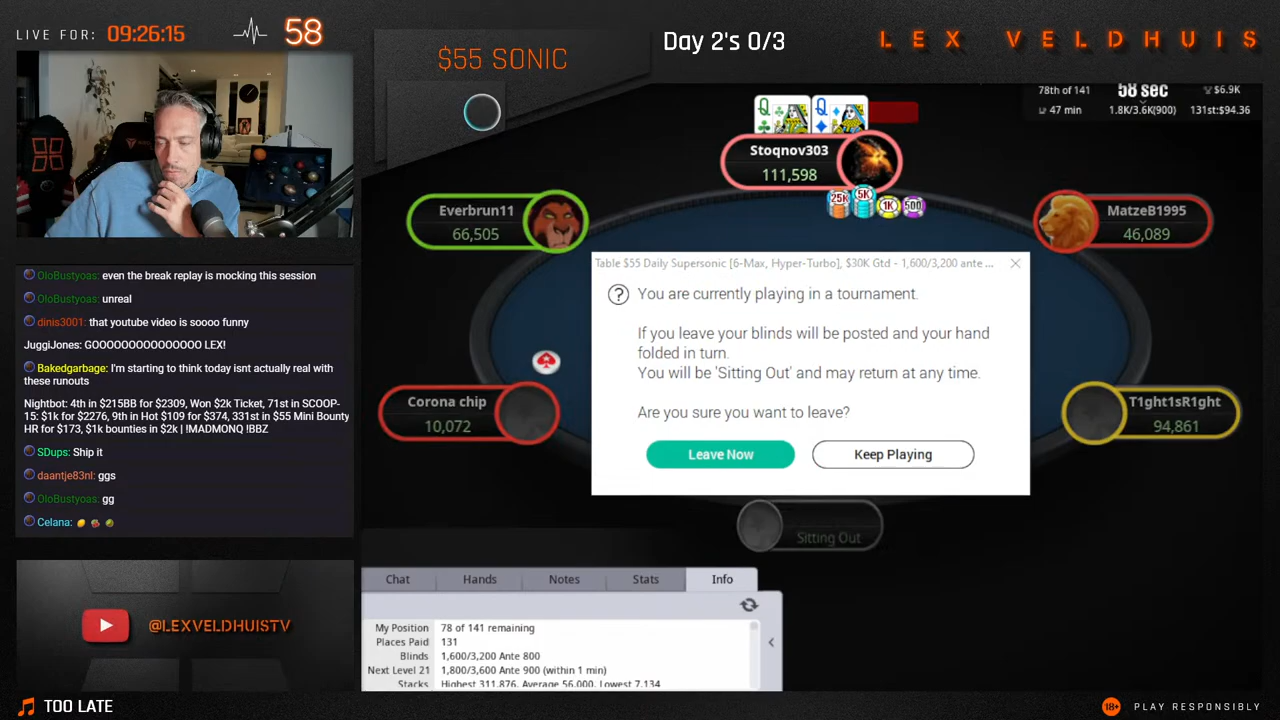 LIVE FOR: 09:26:15 58
$55 SONIC
Day 2's 0/3
LEX VELDHUIS
78th of 141 58 sec $6.9K
47 min 1.8K/3.6K(900) 131st:$94.36
Q Q
Stoqnov303
111,598
25K 5K 1K 500
Everbrun11
66,505
MatzeB1995
46,089
Corona chip
10,072
T1ght1sR1ght
94,861
Sitting Out
Table $55 Daily Supersonic [6-Max, Hyper-Turbo], $30K Gtd - 1,600/3,200 ante ...
You are currently playing in a tournament.
If you leave your blinds will be posted and your hand
folded in turn.
You will be 'Sitting Out' and may return at any time.
Are you sure you want to leave?
Leave Now Keep Playing
OloBustyoas: even the break replay is mocking this session
OloBustyoas: unreal
dinis3001: that youtube video is soooo funny
JuggiJones: GOOOOOOOOOOOOOOO LEX!
Bakedgarbage: I'm starting to think today isnt actually real with
these runouts
Nightbot: 4th in $215BB for $2309, Won $2k Ticket, 71st in SCOOP-
15: $1k for $2276, 9th in Hot $109 for $374, 331st in $55 Mini Bounty
HR for $173, $1k bounties in $2k | !MADMONQ !BBZ
SDups: Ship it
daantje83nl: ggs
OloBustyoas: gg
Celana:
@LEXVELDHUISTV
Chat Hands Notes Stats Info
My Position 78 of 141 remaining
Places Paid 131
Blinds 1,600/3,200 Ante 800
Next Level 21 1,800/3,600 Ante 900 (within 1 min)
Stacks Highest 311,876, Average 56,000, Lowest 7,134
TOO LATE
18+ PLAY RESPONSIBLY